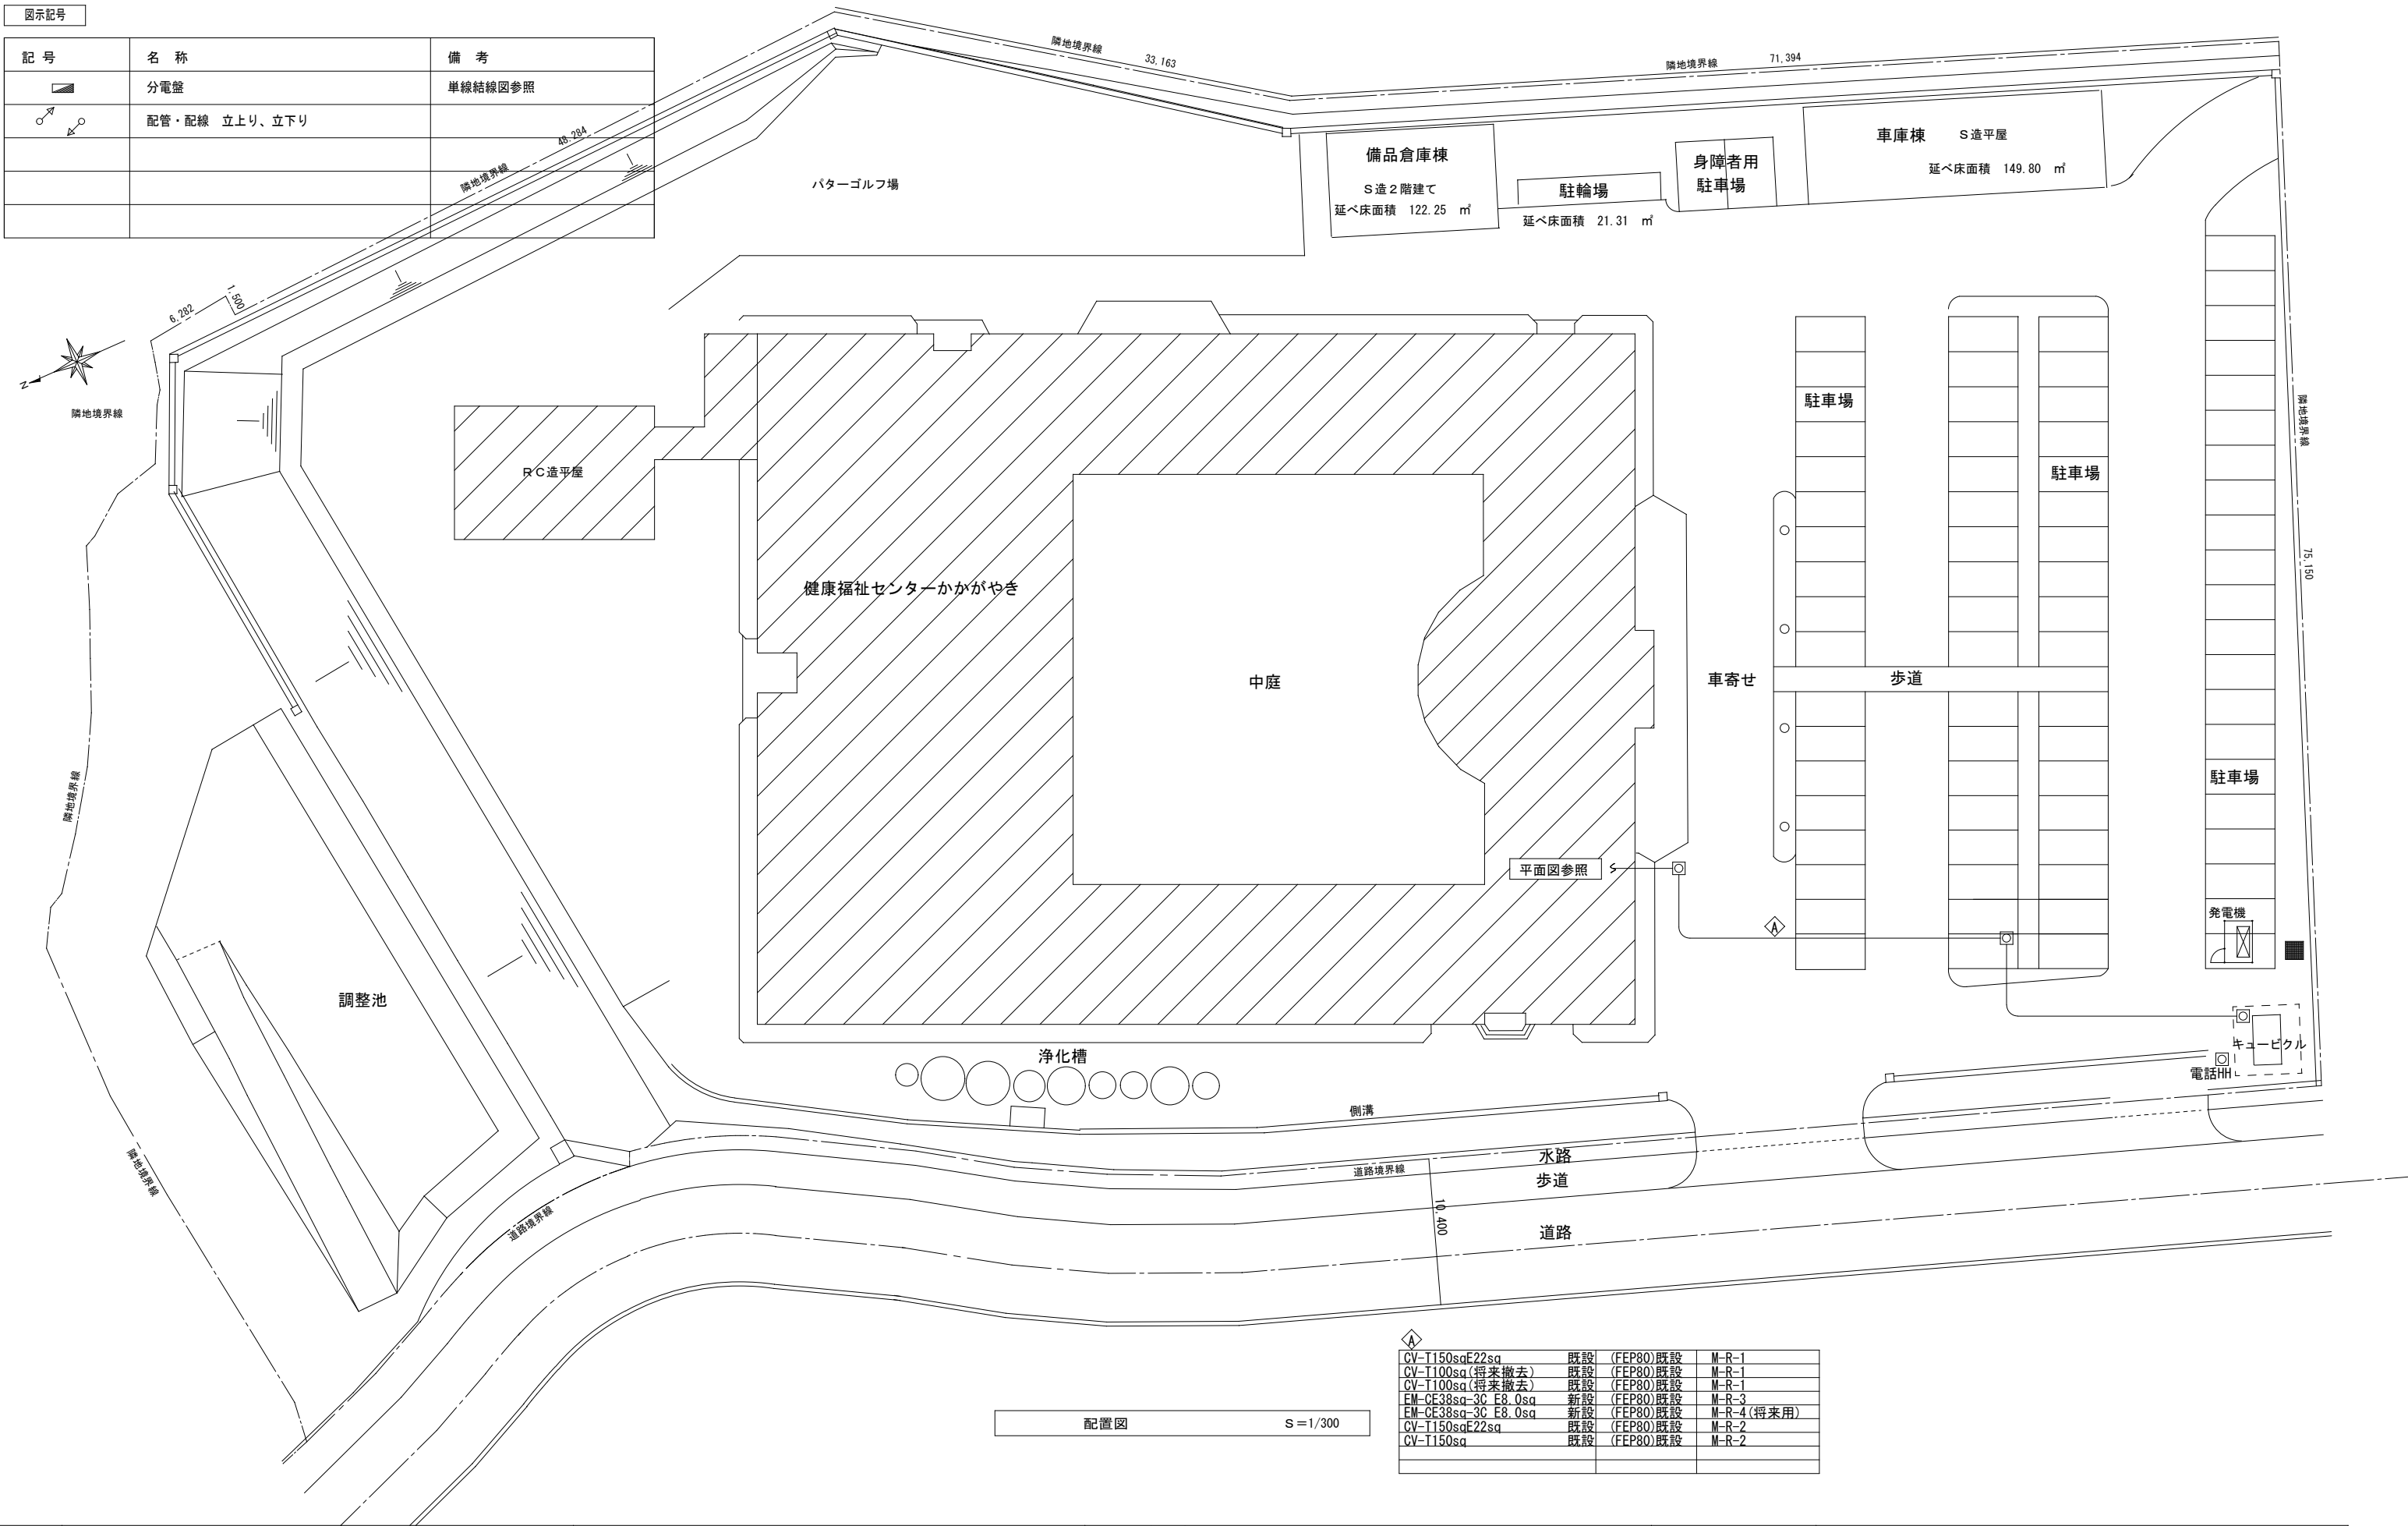 図示記号
記 号 名 称 備 考
分電盤 単線結線図参照
配管・配線 立上り、立下り
隣地境界線 33,163
隣地境界線 71,394
隣地境界線 48,284
6,282
1,500
N
隣地境界線
パターゴルフ場
備品倉庫棟
S造2階建て
延べ床面積 122.25 ㎡
駐輪場
延べ床面積 21.31 ㎡
身障者用
駐車場
車庫棟 S造平屋
延べ床面積 149.80 ㎡
駐車場
駐車場
隣地境界線
75,150
RC造平屋
健康福祉センターかかがやき
中庭
車寄せ
歩道
駐車場
隣地境界線
平面図参照
A
発電機
調整池
キュービクル
電話HH
浄化槽
側溝
隣地境界線
道路境界線
道路境界線
水路
歩道
10,400
道路
A
CV-T150sqE22sq 既設 (FEP80)既設 M-R-1
CV-T100sq(将来撤去) 既設 (FEP80)既設 M-R-1
CV-T100sq(将来撤去) 既設 (FEP80)既設 M-R-1
EM-CE38sq-3C E8.0sq 新設 (FEP80)既設 M-R-3
EM-CE38sq-3C E8.0sq 新設 (FEP80)既設 M-R-4(将来用)
CV-T150sqE22sq 既設 (FEP80)既設 M-R-2
CV-T150sq 既設 (FEP80)既設 M-R-2
配置図 S=1/300